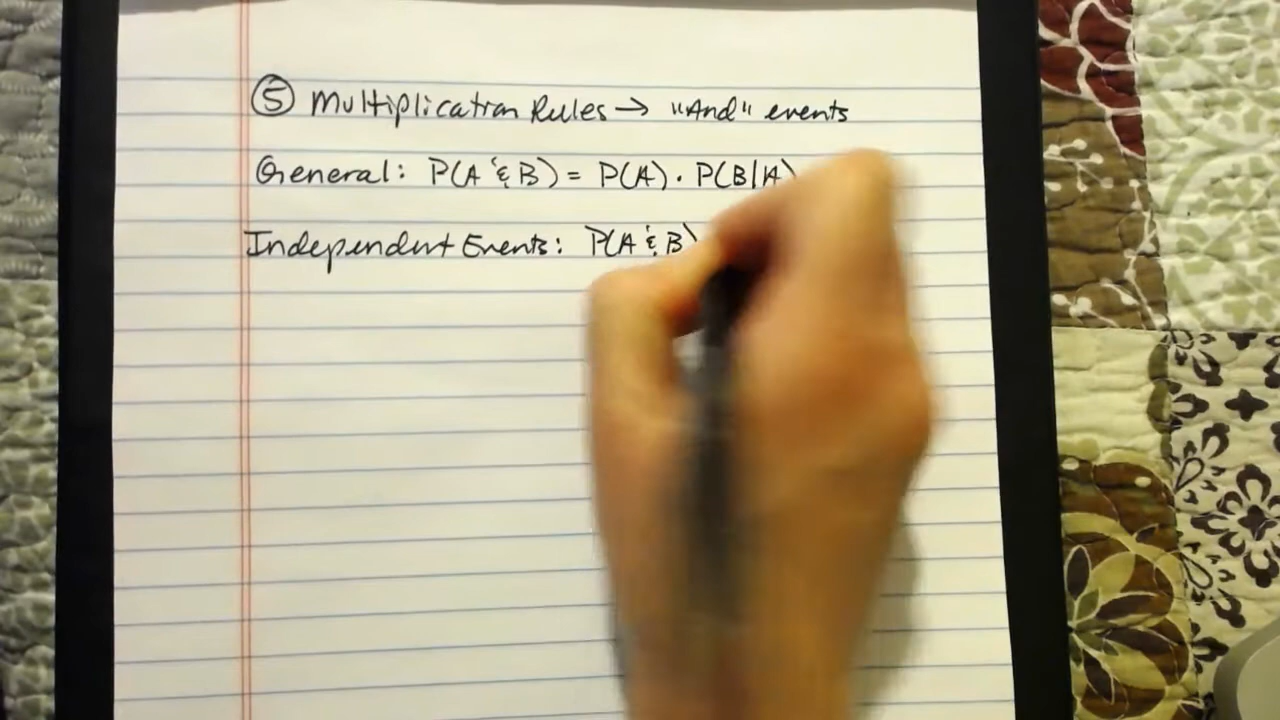 ⑤ Multiplication Rules → "And" events
General: P(A & B) = P(A) · P(B|A)
Independent Events: P(A & B)